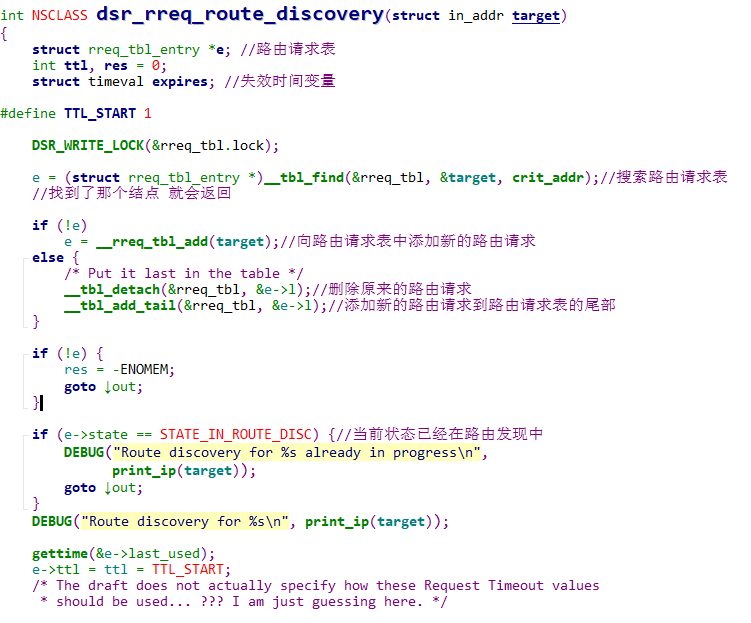 int NSCLASS dsr_rreq_route_discovery(struct in_addr target)
{
    struct rreq_tbl_entry *e; //路由请求表
    int ttl, res = 0;
    struct timeval expires; //失效时间变量

#define TTL_START 1

    DSR_WRITE_LOCK(&rreq_tbl.lock);

    e = (struct rreq_tbl_entry *)__tbl_find(&rreq_tbl, &target, crit_addr);//搜索路由请求表
    //找到了那个结点 就会返回

    if (!e)
        e = __rreq_tbl_add(target);//向路由请求表中添加新的路由请求
    else {
        /* Put it last in the table */
        __tbl_detach(&rreq_tbl, &e->l);//删除原来的路由请求
        __tbl_add_tail(&rreq_tbl, &e->l);//添加新的路由请求到路由请求表的尾部
    }

    if (!e) {
        res = -ENOMEM;
        goto ↓out;
    }

    if (e->state == STATE_IN_ROUTE_DISC) {//当前状态已经在路由发现中
        DEBUG("Route discovery for %s already in progress\n",
              print_ip(target));
        goto ↓out;
    }
    DEBUG("Route discovery for %s\n", print_ip(target));

    gettime(&e->last_used);
    e->ttl = ttl = TTL_START;
    /* The draft does not actually specify how these Request Timeout values
     * should be used... ??? I am just guessing here. */